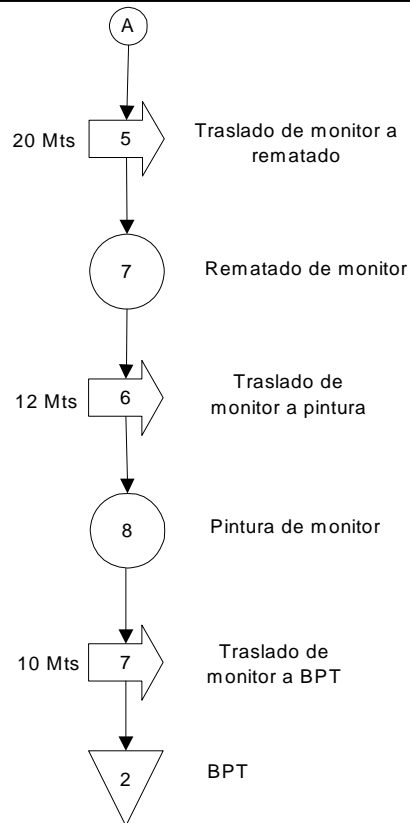 A
20 Mts
5
Traslado de monitor a
rematado
7
Rematado de monitor
12 Mts
6
Traslado de
monitor a pintura
8
Pintura de monitor
10 Mts
7
Traslado de
monitor a BPT
2
BPT